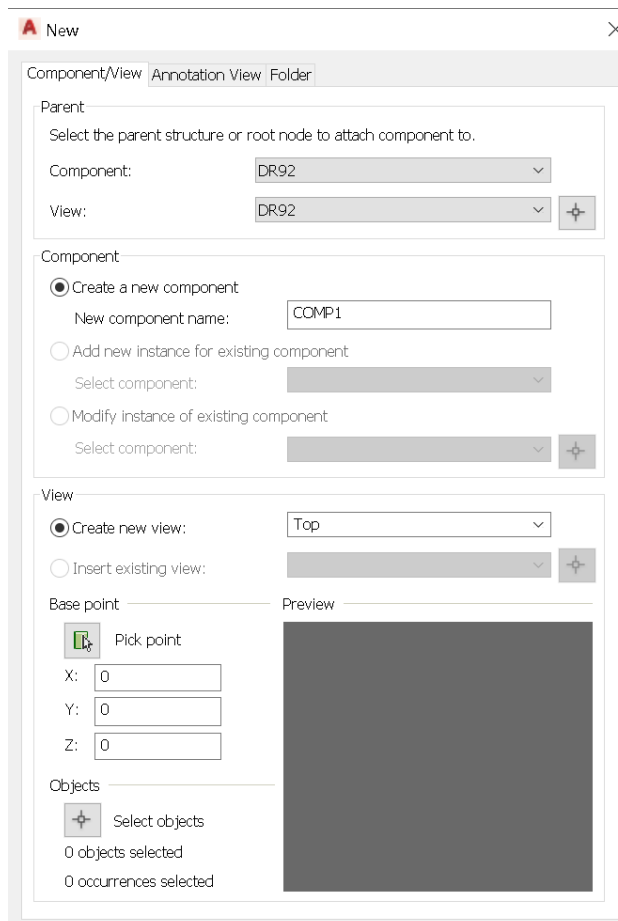 New
Component/View Annotation View Folder
Parent
Select the parent structure or root node to attach component to.
Component: DR92
View: DR92
Component
Create a new component
New component name: COMP1
Add new instance for existing component
Select component:
Modify instance of existing component
Select component:
View
Create new view: Top
Insert existing view:
Base point Preview
Pick point
X: 0
Y: 0
Z: 0
Objects
Select objects
0 objects selected
0 occurrences selected